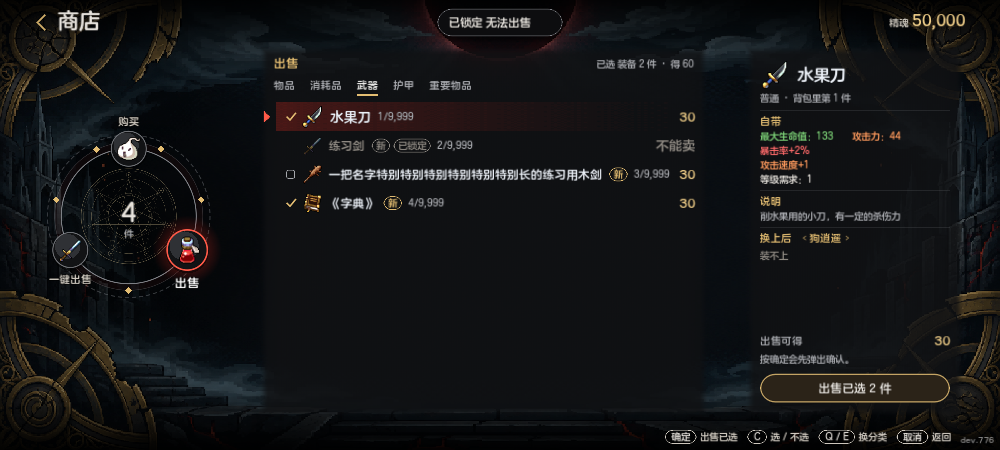 商店
已锁定 无法出售
精魂 50,000
出售
已选 装备 2 件 · 得 60
物品 消耗品 武器 护甲 重要物品
水果刀 1/9,999 30
练习剑 新 已锁定 2/9,999 不能卖
一把名字特别特别特别特别特别特别长的练习用木剑 新 3/9,999 30
《字典》 新 4/9,999 30
购买
4
件
一键出售
出售
水果刀
普通 · 背包里第 1 件
自带
最大生命值: 133 攻击力: 44
暴击率+2%
攻击速度+1
等级需求: 1
说明
削水果用的小刀，有一定的杀伤力
换上后 ‹ 狗逍遥 ›
装不上
出售可得 30
按确定会先弹出确认。
出售已选 2 件
确定 出售已选 C 选 / 不选 Q / E 换分类 取消 返回
dev.776